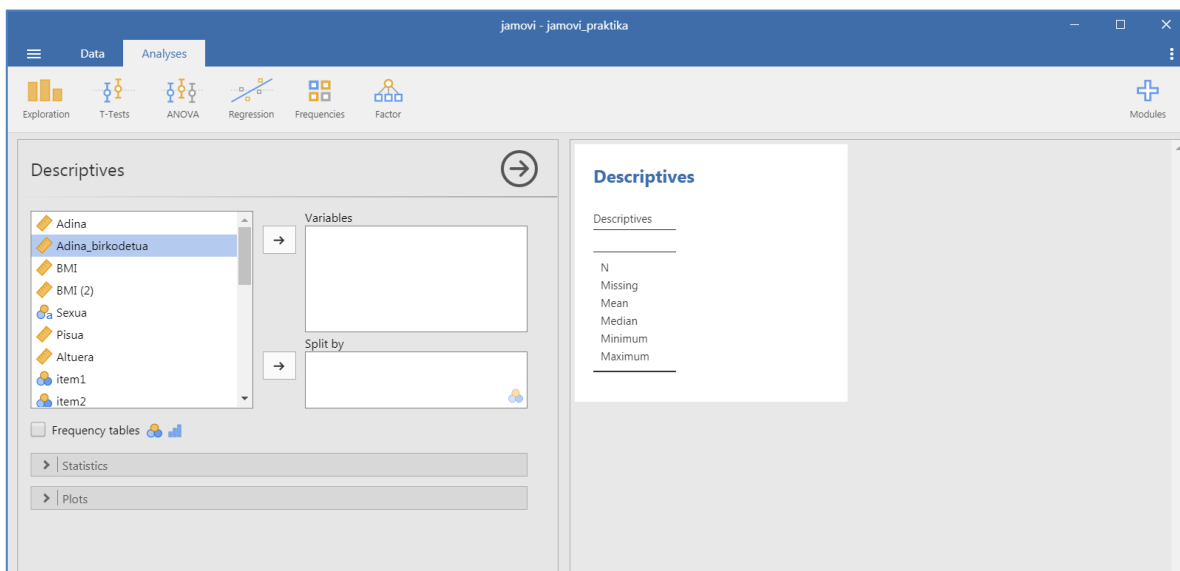 jamovi - jamovi_praktika
Data Analyses
Exploration T-Tests ANOVA Regression Frequencies Factor Modules
Descriptives
Adina
Adina_birkodetua
BMI
BMI (2)
a Sexua
Pisua
Altuera
item1
item2
Variables
Split by
Frequency tables
Statistics
Plots
Descriptives
Descriptives
N
Missing
Mean
Median
Minimum
Maximum